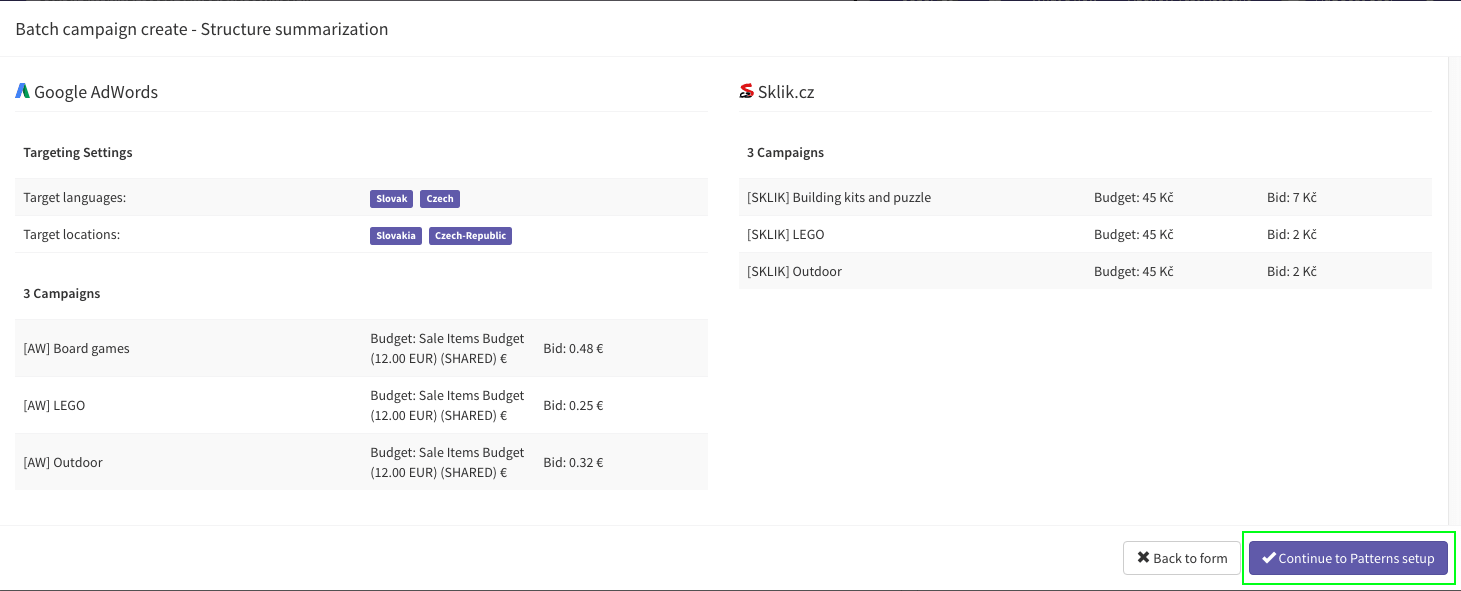 Batch campaign create - Structure summarization
Google AdWords
Targeting Settings
Target languages: Slovak Czech
Target locations: Slovakia Czech-Republic
3 Campaigns
[AW] Board games Budget: Sale Items Budget (12.00 EUR) (SHARED) € Bid: 0.48 €
[AW] LEGO Budget: Sale Items Budget (12.00 EUR) (SHARED) € Bid: 0.25 €
[AW] Outdoor Budget: Sale Items Budget (12.00 EUR) (SHARED) € Bid: 0.32 €
Sklik.cz
3 Campaigns
[SKLIK] Building kits and puzzle Budget: 45 Kč Bid: 7 Kč
[SKLIK] LEGO Budget: 45 Kč Bid: 2 Kč
[SKLIK] Outdoor Budget: 45 Kč Bid: 2 Kč
Back to form
Continue to Patterns setup